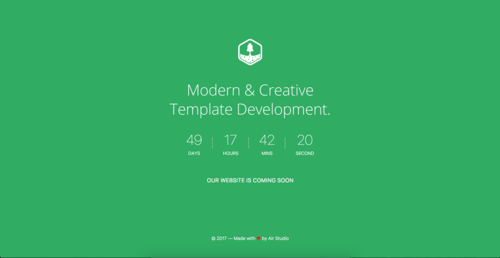 Modern & Creative
Template Development.
49 17 42 20
DAYS HOURS MINS SECOND
OUR WEBSITE IS COMING SOON
© 2017 — Made with ❤ by Air Studio